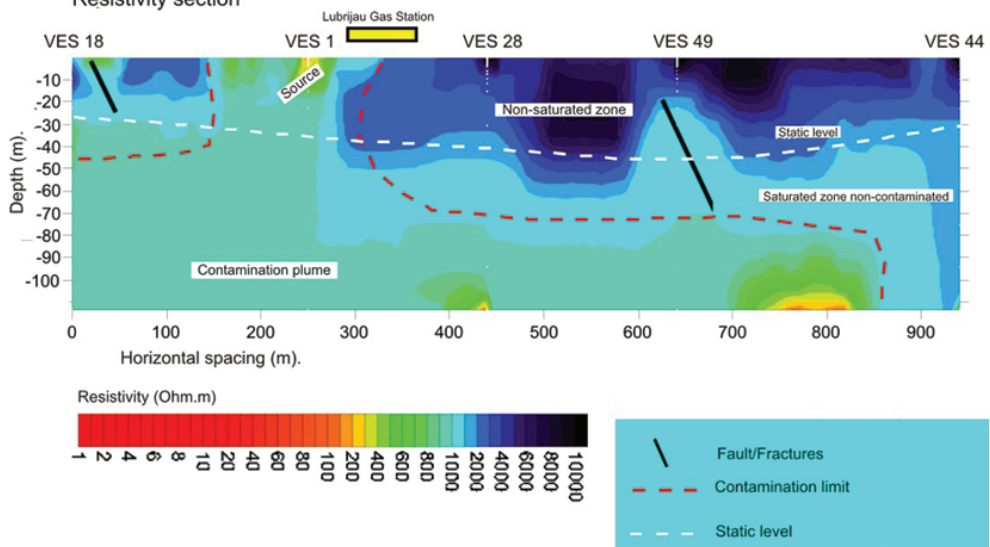 Resistivity section
Lubrijau Gas Station
VES 18
VES 1
VES 28
VES 49
VES 44
Source
Non-saturated zone
Static level
Saturated zone non-contaminated
Contamination plume
Depth (m).
-10
-20
-30
-40
-50
-60
-70
-80
-90
-100
0 100 200 300 400 500 600 700 800 900
Horizontal spacing (m).
Resistivity (Ohm.m)
1 2 4 6 8 10 20 40 60 80 100 200 400 600 800 1000 2000 4000 6000 8000 10000
Fault/Fractures
Contamination limit
Static level